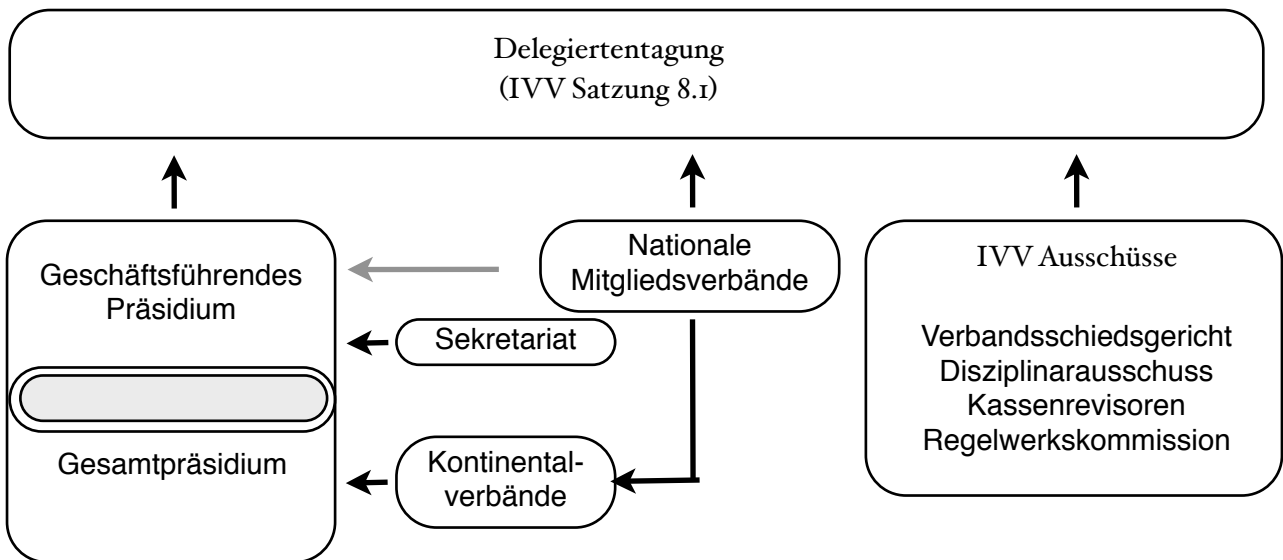 Delegiertentagung
(IVV Satzung 8.1)
Geschäftsführendes
Präsidium
Gesamtpräsidium
Nationale
Mitgliedsverbände
Sekretariat
Kontinental-
verbände
IVV Ausschüsse
Verbandsschiedsgericht
Disziplinarausschuss
Kassenrevisoren
Regelwerkskommission